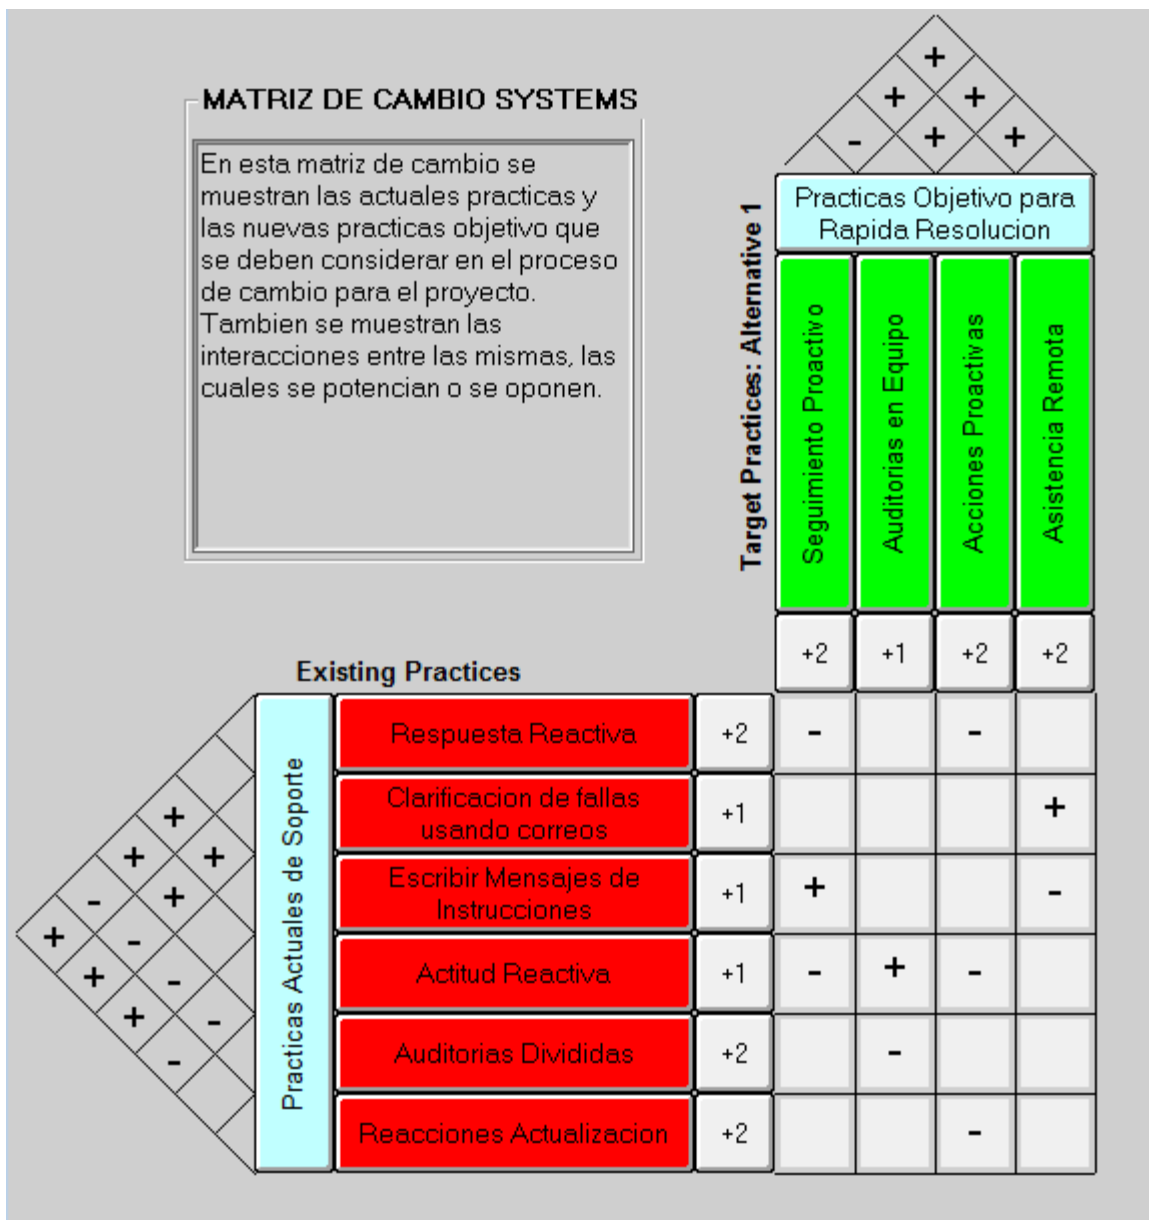 MATRIZ DE CAMBIO SYSTEMS
En esta matriz de cambio se
muestran las actuales practicas y
las nuevas practicas objetivo que
se deben considerar en el proceso
de cambio para el proyecto.
Tambien se muestran las
interacciones entre las mismas, las
cuales se potencian o se oponen.
+
+ +
- + +
Practicas Objetivo para
Rapida Resolucion
Target Practices: Alternative 1
Seguimiento Proactivo
Auditorias en Equipo
Acciones Proactivas
Asistencia Remota
+2 +1 +2 +2
Existing Practices
Practicas Actuales de Soporte
Respuesta Reactiva +2 - -
Clarificacion de fallas
usando correos
+1 +
Escribir Mensajes de
Instrucciones
+1 + -
Actitud Reactiva +1 - + -
Auditorias Divididas +2 -
Reacciones Actualizacion +2 -
+
+ +
- +
+ -
+ -
+ -
-